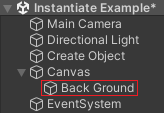 Instantiate Example*
Main Camera
Directional Light
Create Object
Canvas
Back Ground
EventSystem